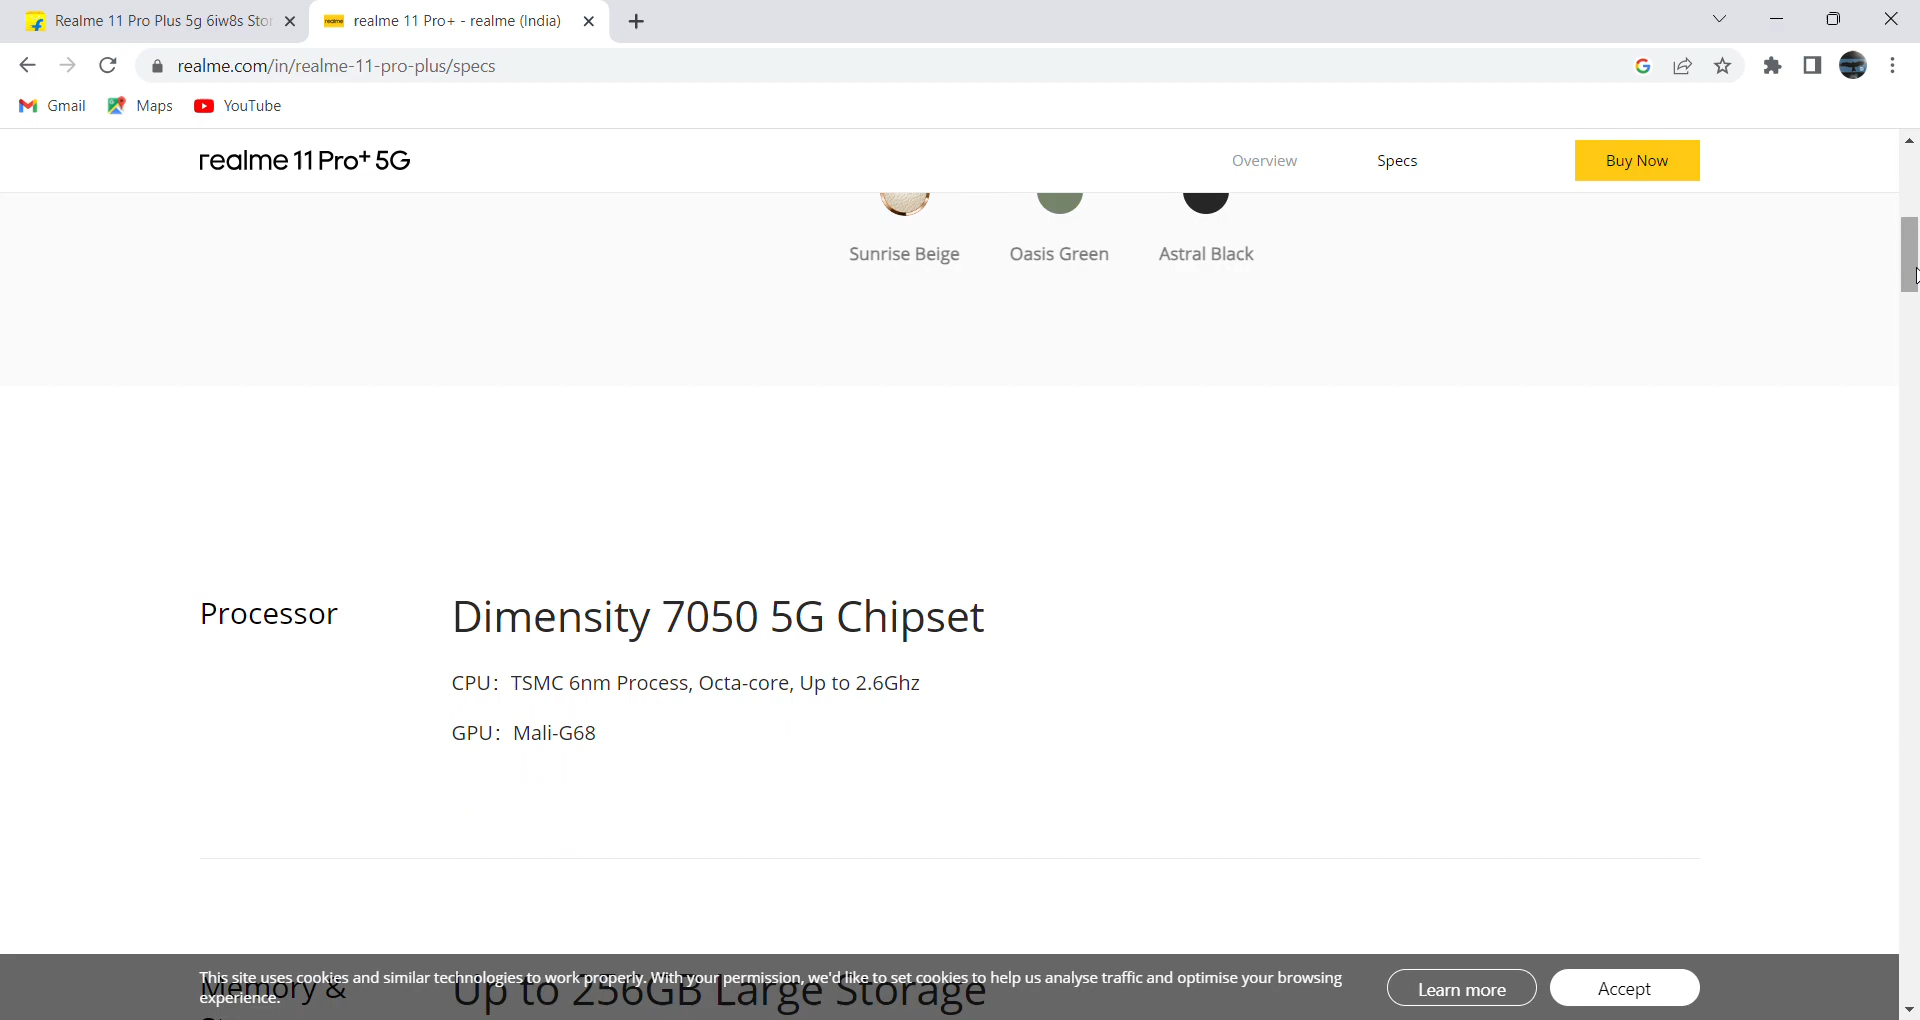 Realme 11 Pro Plus 5g 6iw8s Stor
realme 11 Pro+ - realme (India)
realme.com/in/realme-11-pro-plus/specs
Gmail Maps YouTube
realme 11 Pro+ 5G Overview Specs Buy Now
Sunrise Beige Oasis Green Astral Black
Processor
Dimensity 7050 5G Chipset
CPU: TSMC 6nm Process, Octa-core, Up to 2.6Ghz
GPU: Mali-G68
This site uses cookies and similar technologies to work properly. With your permission, we'd like to set cookies to help us analyse traffic and optimise your browsing
experience.
Learn more Accept
Memory &
Up to 256GB Large Storage